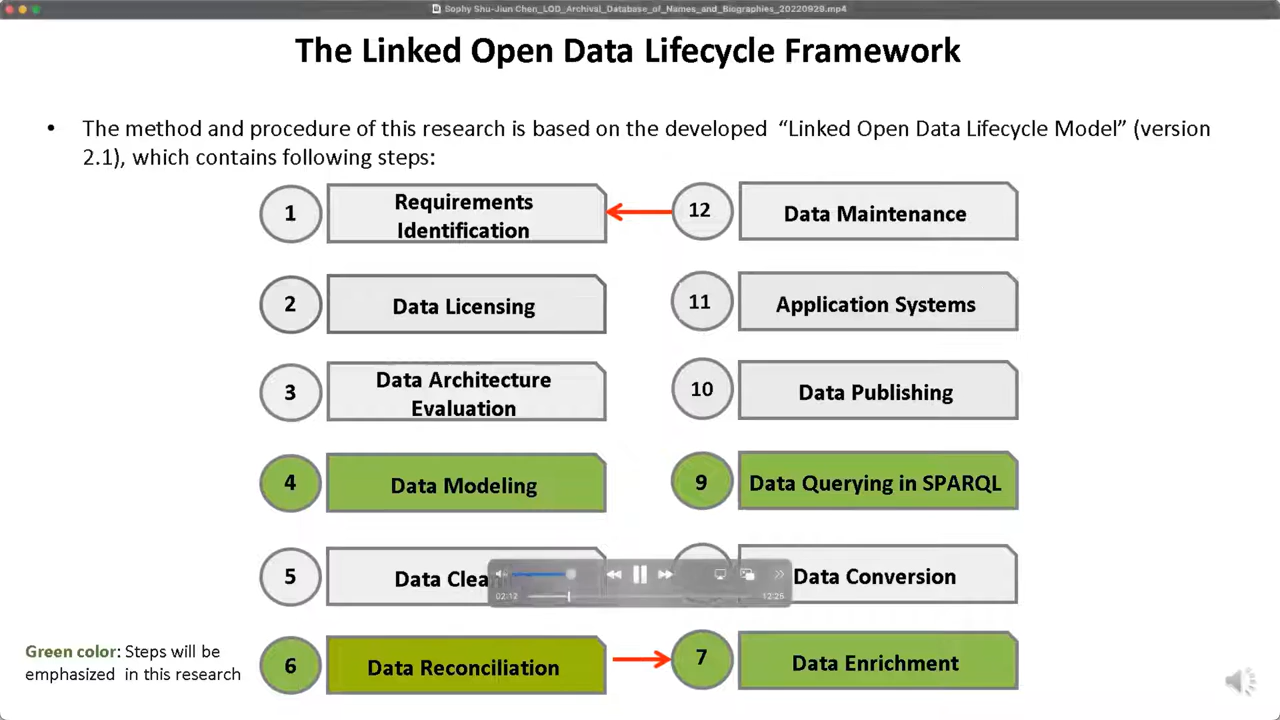 Sophy Shu-Jiun Chen_LOD_Archival_Database_of_Names_and_Biographies_20220929.mp4
The Linked Open Data Lifecycle Framework
• The method and procedure of this research is based on the developed “Linked Open Data Lifecycle Model” (version
2.1), which contains following steps:
1
Requirements
Identification
2
Data Licensing
3
Data Architecture
Evaluation
4
Data Modeling
5
Data
6
Data Reconciliation
7
Data Enrichment
Data Conversion
9
Data Querying in SPARQL
10
Data Publishing
11
Application Systems
12
Data Maintenance
02:12
12:25
Green color: Steps will be
emphasized in this research